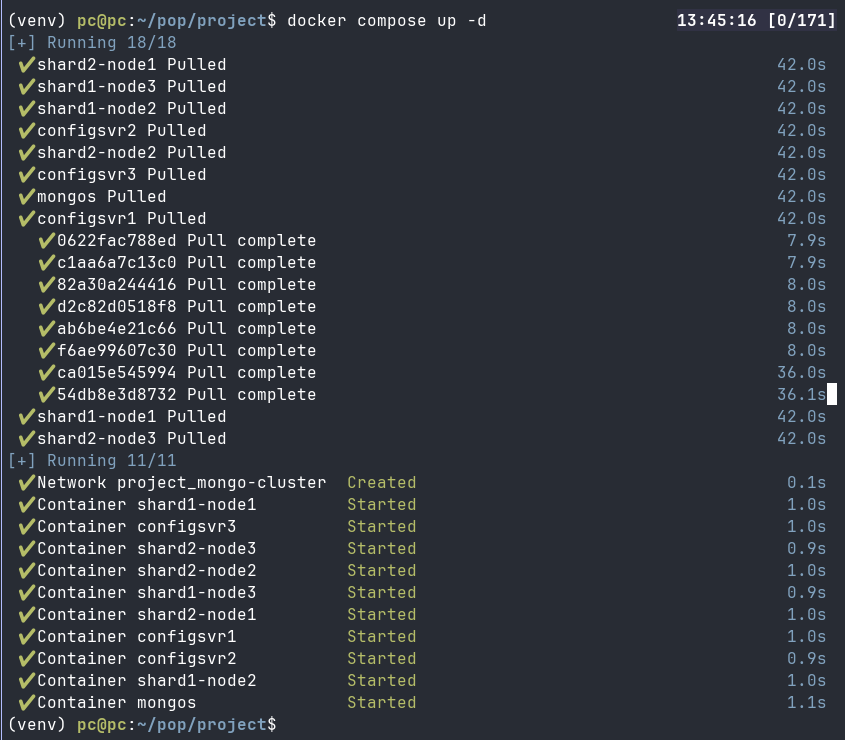 (venv) pc@pc:~/pop/project$ docker compose up -d 13:45:16 [0/171]
[+] Running 18/18
✔shard2-node1 Pulled 42.0s
✔shard1-node3 Pulled 42.0s
✔shard1-node2 Pulled 42.0s
✔configsvr2 Pulled 42.0s
✔shard2-node2 Pulled 42.0s
✔configsvr3 Pulled 42.0s
✔mongos Pulled 42.0s
✔configsvr1 Pulled 42.0s
✔0622fac788ed Pull complete 7.9s
✔c1aa6a7c13c0 Pull complete 7.9s
✔82a30a244416 Pull complete 8.0s
✔d2c82d0518f8 Pull complete 8.0s
✔ab6be4e21c66 Pull complete 8.0s
✔f6ae99607c30 Pull complete 8.0s
✔ca015e545994 Pull complete 36.0s
✔54db8e3d8732 Pull complete 36.1s
✔shard1-node1 Pulled 42.0s
✔shard2-node3 Pulled 42.0s
[+] Running 11/11
✔Network project_mongo-cluster Created 0.1s
✔Container shard1-node1 Started 1.0s
✔Container configsvr3 Started 1.0s
✔Container shard2-node3 Started 0.9s
✔Container shard2-node2 Started 1.0s
✔Container shard1-node3 Started 0.9s
✔Container shard2-node1 Started 1.0s
✔Container configsvr1 Started 1.0s
✔Container configsvr2 Started 0.9s
✔Container shard1-node2 Started 1.0s
✔Container mongos Started 1.1s
(venv) pc@pc:~/pop/project$